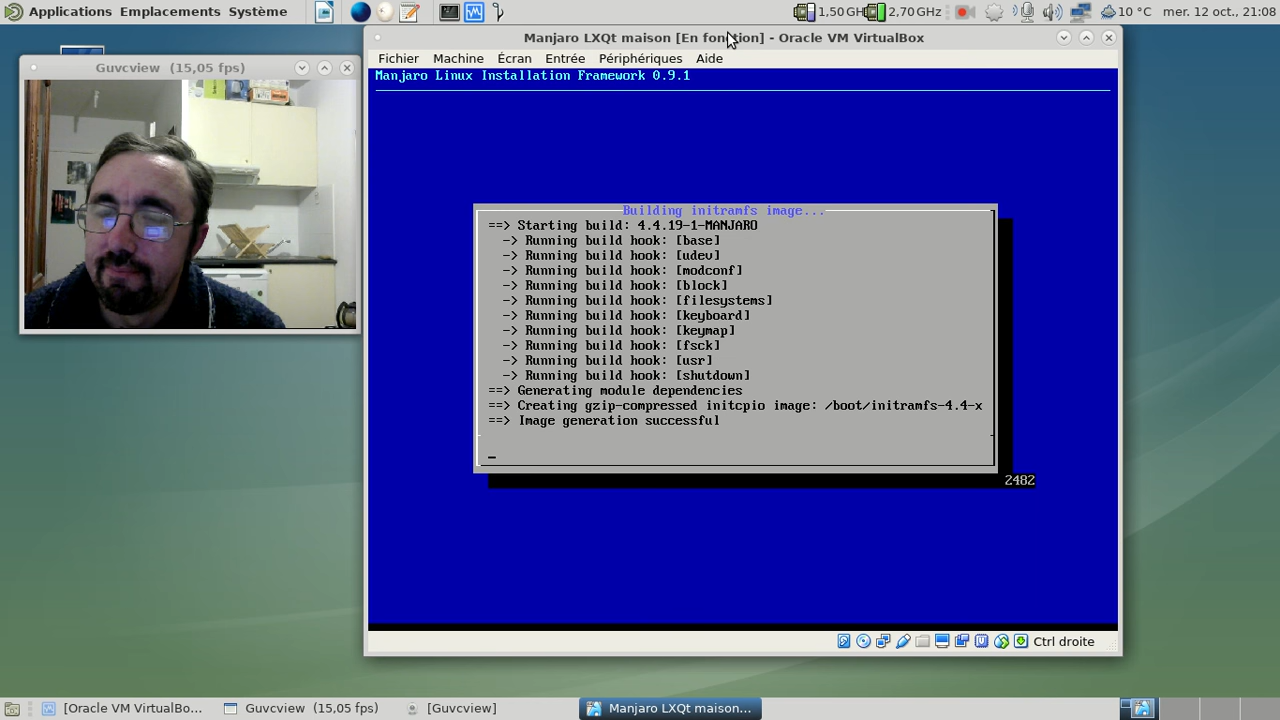 Applications Emplacements Système
1,50 GH 2,70 GHz 10 °C mer. 12 oct., 21:08
Guvcview (15,05 fps)
Manjaro LXQt maison [En fonction] - Oracle VM VirtualBox
Fichier Machine Écran Entrée Périphériques Aide
Manjaro Linux Installation Framework 0.9.1
Building initramfs image...
==> Starting build: 4.4.19-1-MANJARO
-> Running build hook: [base]
-> Running build hook: [udev]
-> Running build hook: [modconf]
-> Running build hook: [block]
-> Running build hook: [filesystems]
-> Running build hook: [keyboard]
-> Running build hook: [keymap]
-> Running build hook: [fsck]
-> Running build hook: [usr]
-> Running build hook: [shutdown]
==> Generating module dependencies
==> Creating gzip-compressed initcpio image: /boot/initramfs-4.4-x
==> Image generation successful
_
2482
Ctrl droite
[Oracle VM VirtualBo... Guvcview (15,05 fps) [Guvcview] Manjaro LXQt maison...